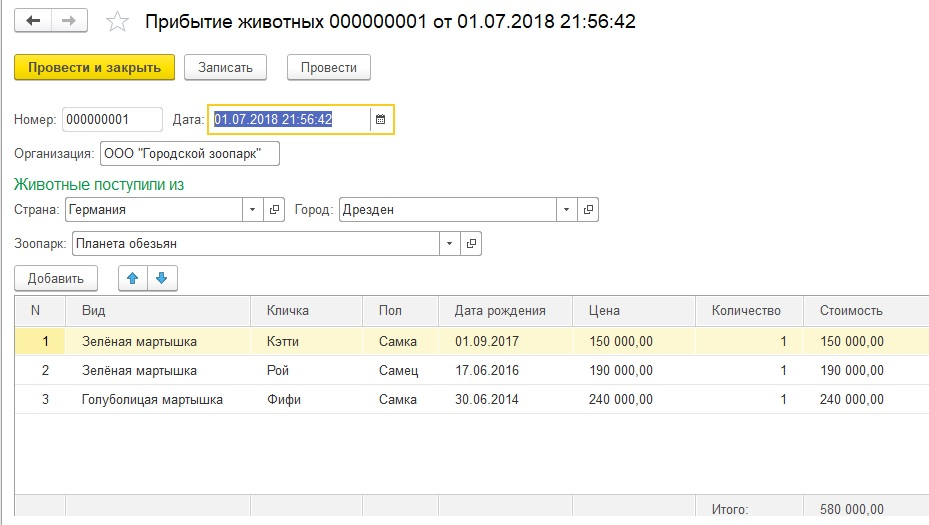 Прибытие животных 000000001 от 01.07.2018 21:56:42
Провести и закрыть Записать Провести
Номер: 000000001 Дата: 01.07.2018 21:56:42
Организация: ООО "Городской зоопарк"
Животные поступили из
Страна: Германия Город: Дрезден
Зоопарк: Планета обезьян
Добавить
N Вид Кличка Пол Дата рождения Цена Количество Стоимость
1 Зелёная мартышка Кэтти Самка 01.09.2017 150 000,00 1 150 000,00
2 Зелёная мартышка Рой Самец 17.06.2016 190 000,00 1 190 000,00
3 Голуболицая мартышка Фифи Самка 30.06.2014 240 000,00 1 240 000,00
Итого: 580 000,00